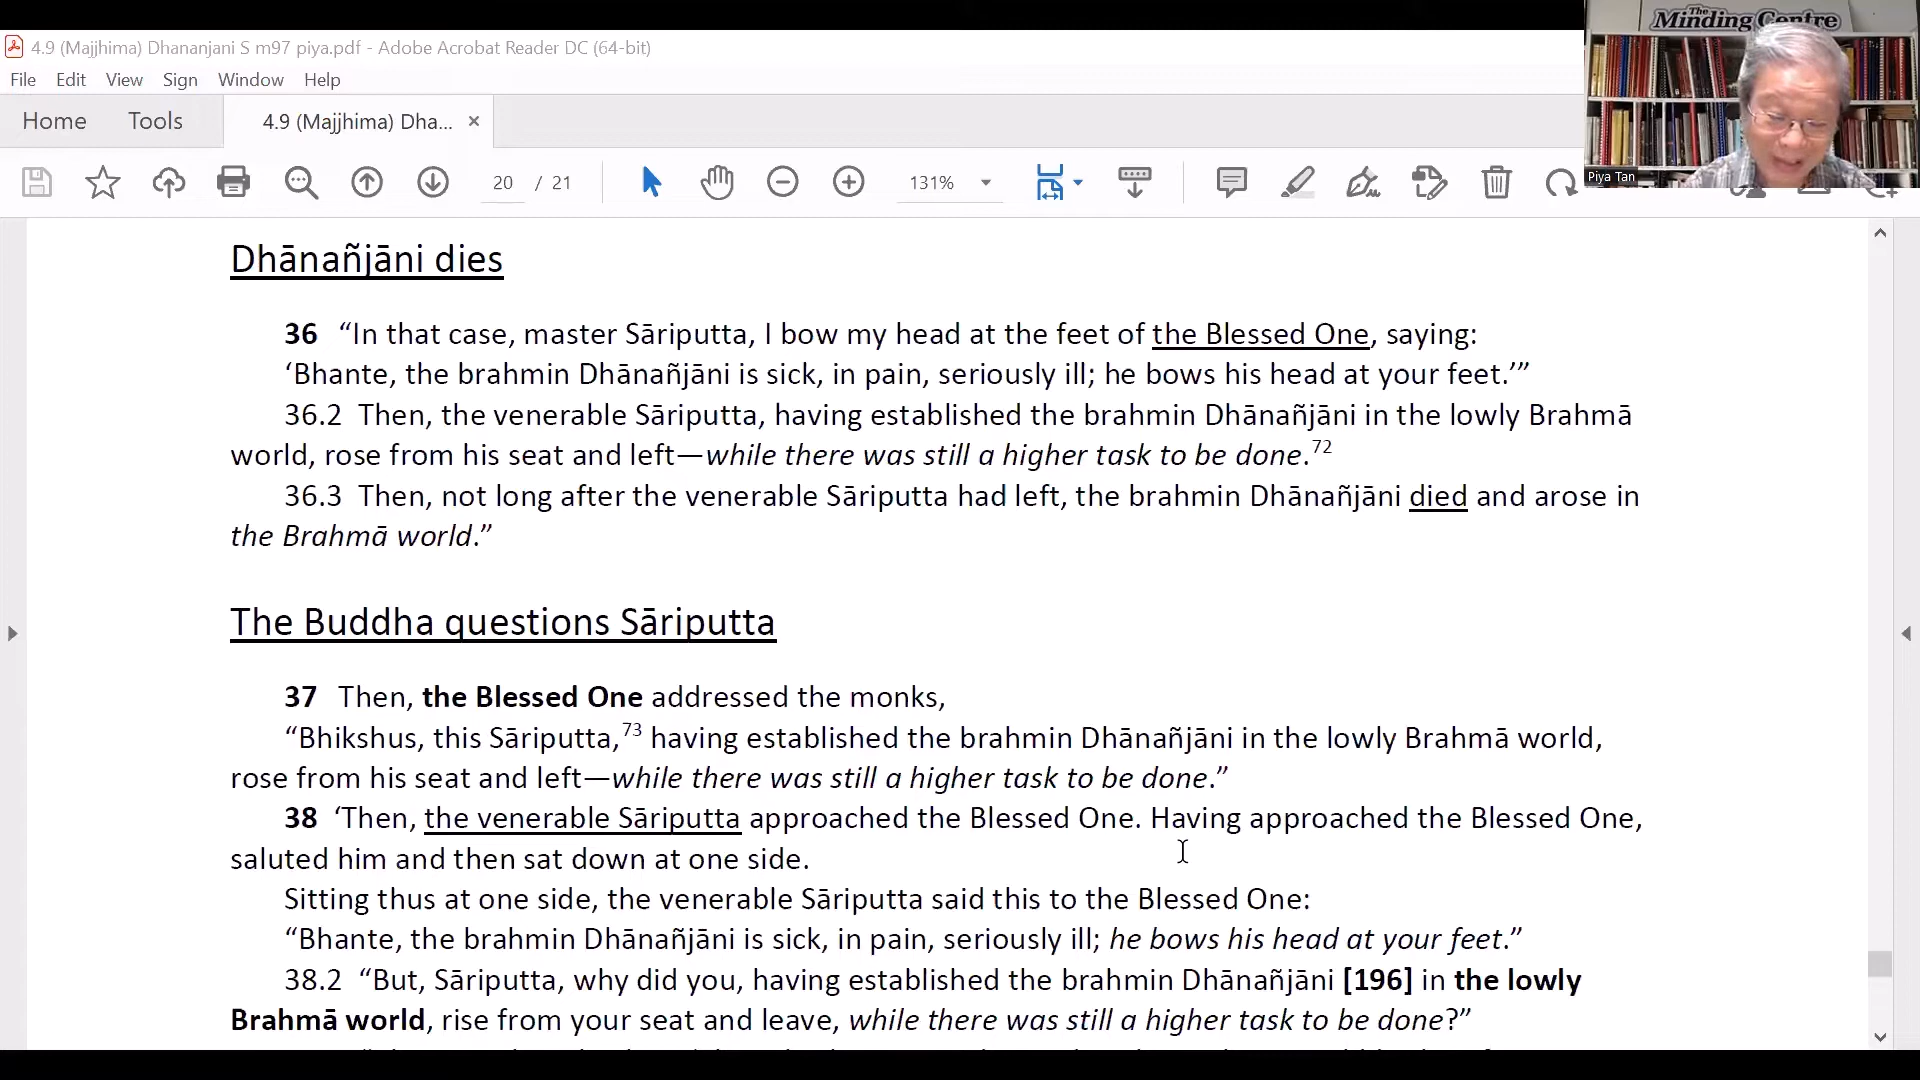 The
Minding Centre
4.9 (Majjhima) Dhananjani S m97 piya.pdf - Adobe Acrobat Reader DC (64-bit)
File Edit View Sign Window Help
Home Tools 4.9 (Majjhima) Dha... ×
20 / 21 131%
Piya Tan
Dhānañjāni dies
36 “In that case, master Sāriputta, I bow my head at the feet of the Blessed One, saying:
‘Bhante, the brahmin Dhānañjāni is sick, in pain, seriously ill; he bows his head at your feet.’”
36.2 Then, the venerable Sāriputta, having established the brahmin Dhānañjāni in the lowly Brahmā
world, rose from his seat and left—while there was still a higher task to be done.72
36.3 Then, not long after the venerable Sāriputta had left, the brahmin Dhānañjāni died and arose in
the Brahmā world.”
The Buddha questions Sāriputta
37 Then, the Blessed One addressed the monks,
“Bhikshus, this Sāriputta,73 having established the brahmin Dhānañjāni in the lowly Brahmā world,
rose from his seat and left—while there was still a higher task to be done.”
38 ‘Then, the venerable Sāriputta approached the Blessed One. Having approached the Blessed One,
saluted him and then sat down at one side.
Sitting thus at one side, the venerable Sāriputta said this to the Blessed One:
“Bhante, the brahmin Dhānañjāni is sick, in pain, seriously ill; he bows his head at your feet.”
38.2 “But, Sāriputta, why did you, having established the brahmin Dhānañjāni [196] in the lowly
Brahmā world, rise from your seat and leave, while there was still a higher task to be done?”